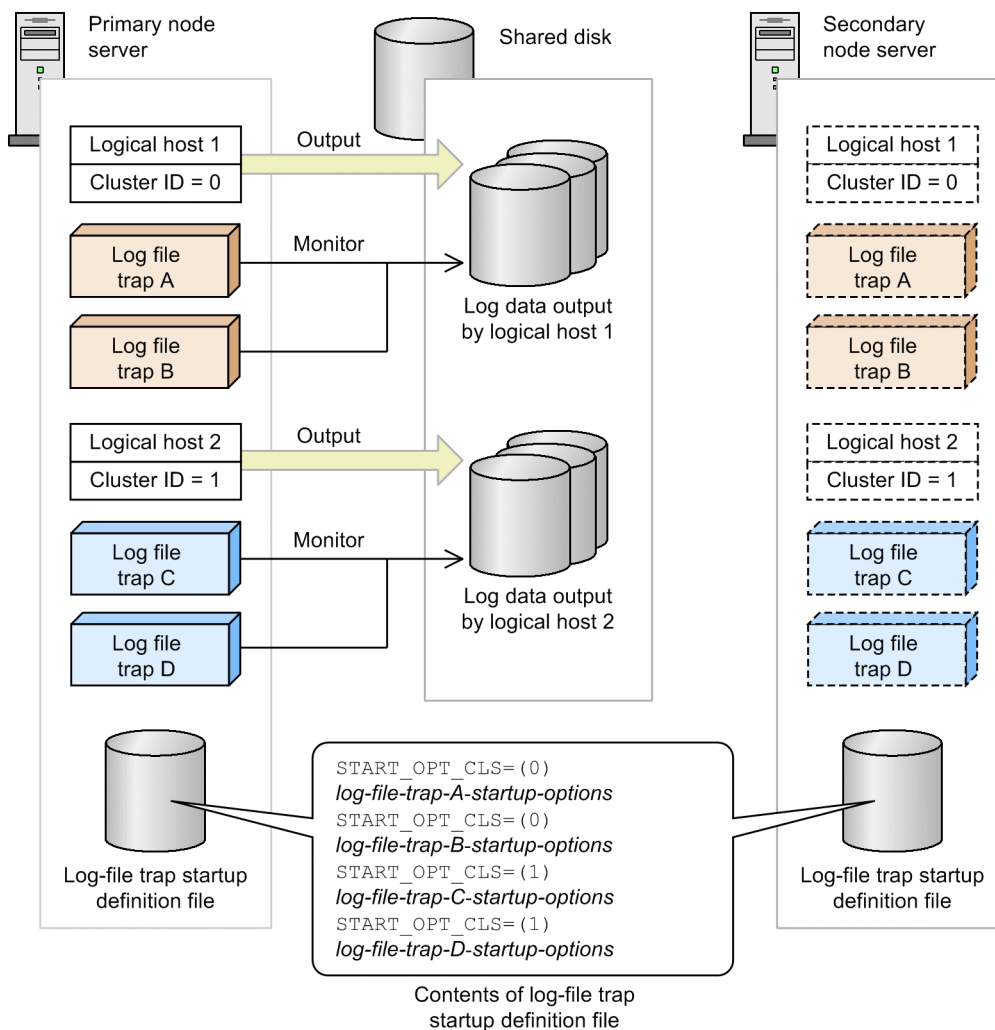 Primary node
server
Shared disk
Secondary
node server
Logical host 1
Cluster ID = 0
Output
Log file
trap A
Monitor
Log file
trap B
Log data output
by logical host 1
Logical host 2
Cluster ID = 1
Output
Log file
trap C
Monitor
Log file
trap D
Log data output
by logical host 2
Logical host 1
Cluster ID = 0
Log file
trap A
Log file
trap B
Logical host 2
Cluster ID = 1
Log file
trap C
Log file
trap D
Log-file trap startup
definition file
START_OPT_CLS=(0)
log-file-trap-A-startup-options
START_OPT_CLS=(0)
log-file-trap-B-startup-options
START_OPT_CLS=(1)
log-file-trap-C-startup-options
START_OPT_CLS=(1)
log-file-trap-D-startup-options
Log-file trap startup
definition file
Contents of log-file trap
startup definition file